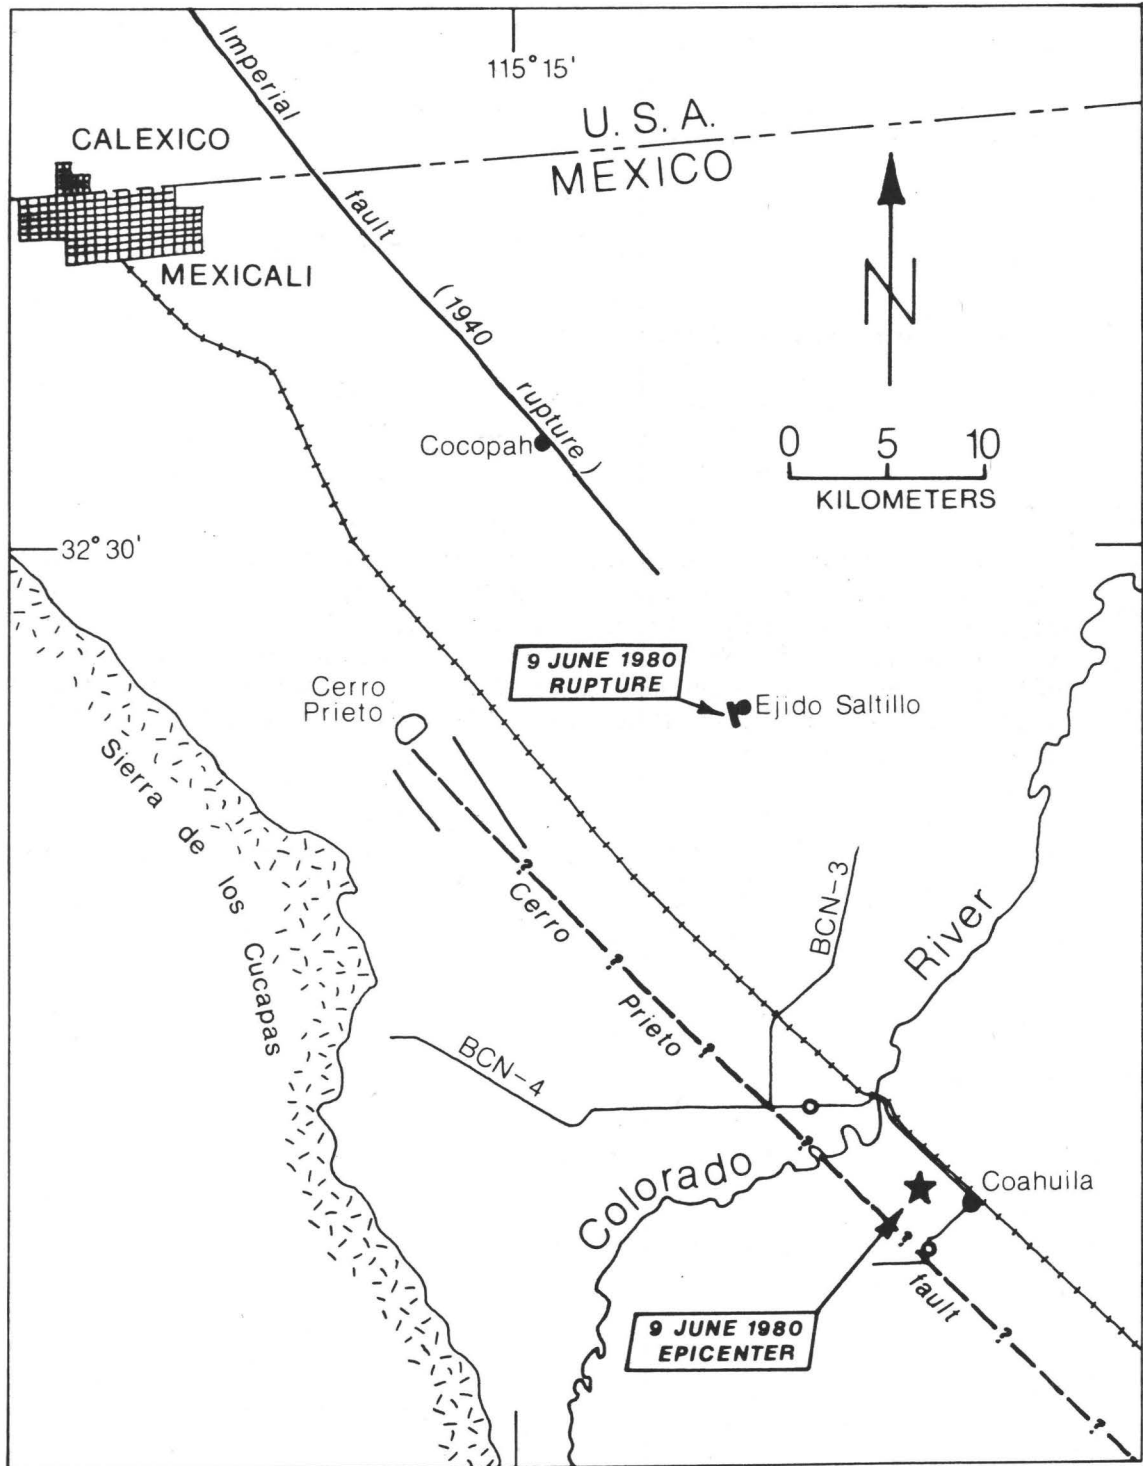 115° 15'
Imperial
fault
(1940
rupture)
U. S. A.
MEXICO
CALEXICO
MEXICALI
N
Cocopah
0 5 10
KILOMETERS
32° 30'
9 JUNE 1980
RUPTURE
Ejido Saltillo
Cerro
Prieto
Sierra de los Cucapas
?
Cerro
?
Prieto
?
BCN-3
River
BCN-4
?
Colorado
Coahuila
?
fault
9 JUNE 1980
EPICENTER
?
?